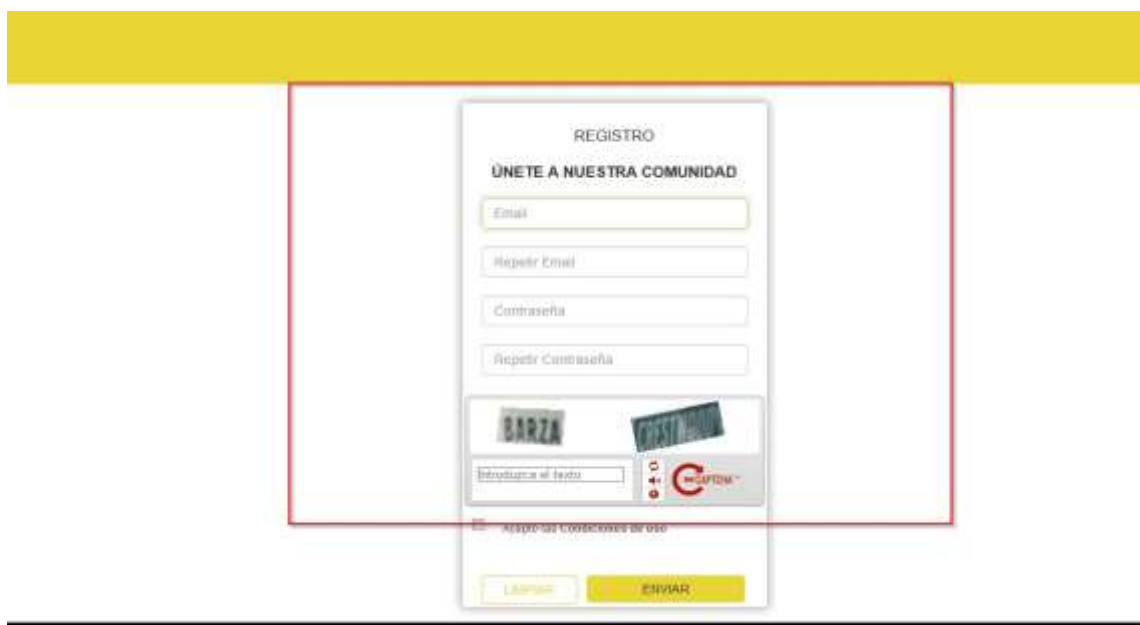 REGISTRO
ÚNETE A NUESTRA COMUNIDAD
Email
Repetir Email
Contraseña
Repetir Contraseña
BARZA
Introduzca el texto
Acepto las Condiciones de uso
LIMPIAR ENVIAR